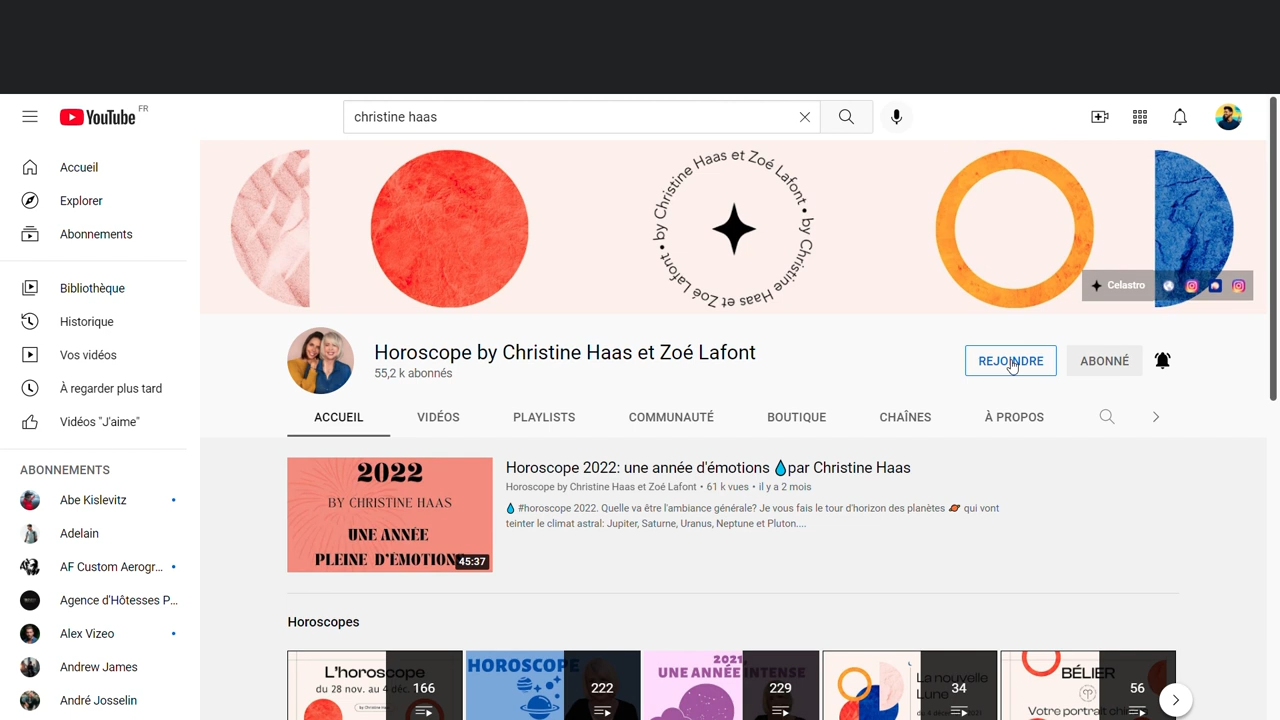 YouTube FR
christine haas
Accueil
Explorer
Abonnements
Bibliothèque
Historique
Vos vidéos
À regarder plus tard
Vidéos "J'aime"
ABONNEMENTS
Abe Kislevitz
Adelain
AF Custom Aerogr...
Agence d'Hôtesses P...
Alex Vizeo
Andrew James
André Josselin
by Christine Haas et Zoé Lafont • by Christine Haas et Zoé Lafont •
Celastro
Horoscope by Christine Haas et Zoé Lafont
55,2 k abonnés
REJOINDRE
ABONNÉ
ACCUEIL
VIDÉOS
PLAYLISTS
COMMUNAUTÉ
BOUTIQUE
CHAÎNES
À PROPOS
2022
BY CHRISTINE HAAS
UNE ANNÉE
PLEINE D'ÉMOTION
45:37
Horoscope 2022: une année d'émotions 💧par Christine Haas
Horoscope by Christine Haas et Zoé Lafont • 61 k vues • il y a 2 mois
💧 #horoscope 2022. Quelle va être l'ambiance générale? Je vous fais le tour d'horizon des planètes 🪐 qui vont
teinter le climat astral: Jupiter, Saturne, Uranus, Neptune et Pluton....
Horoscopes
L'horoscope
du 28 nov. au 4 déc.
166
HOROSCOPE
222
2021,
UNE ANNÉE INTENSE
229
La nouvelle
Lune
34
BÉLIER
Votre portrait
56